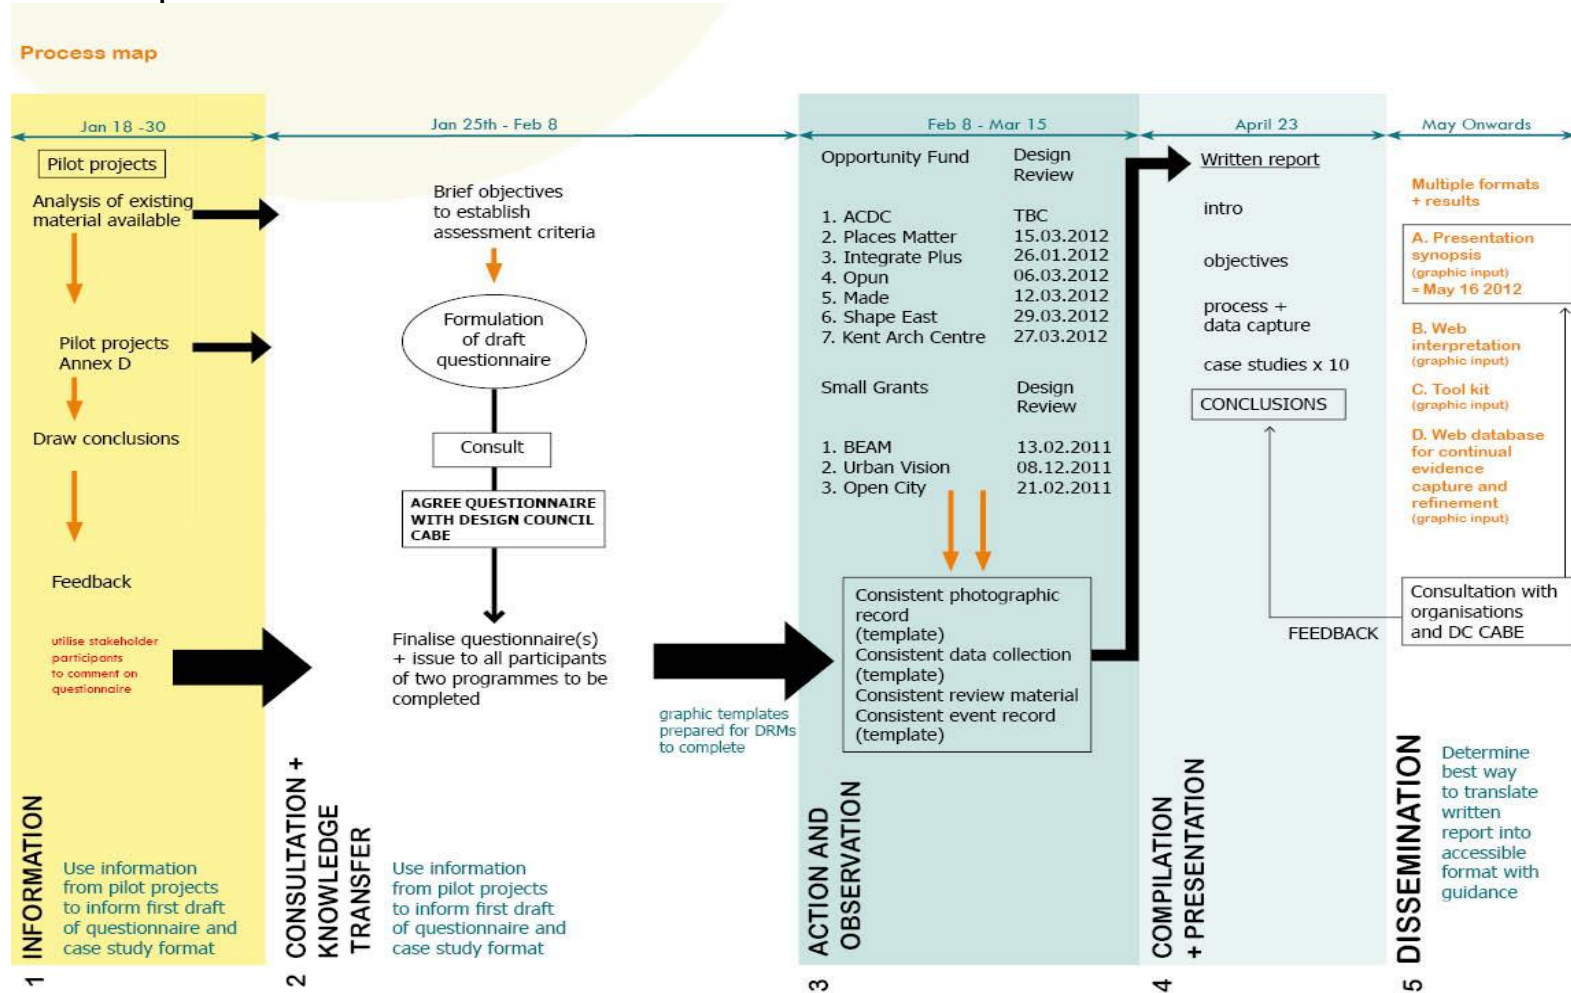 Process map
Jan 18 -30
Pilot projects
Analysis of existing
material available
Pilot projects
Annex D
Draw conclusions
Feedback
utilise stakeholder
participants
to comment on
questionnaire
1 INFORMATION
Use information
from pilot projects
to inform first draft
of questionnaire and
case study format
Jan 25th - Feb 8
Brief objectives
to establish
assessment criteria
Formulation
of draft
questionnaire
Consult
AGREE QUESTIONNAIRE
WITH DESIGN COUNCIL
CABE
Finalise questionnaire(s)
+ issue to all participants
of two programmes to be
completed
graphic templates
prepared for DRMs
to complete
2 CONSULTATION +
KNOWLEDGE
TRANSFER
Use information
from pilot projects
to inform first draft
of questionnaire and
case study format
Feb 8 - Mar 15
Opportunity Fund Design
Review
1. ACDC TBC
2. Places Matter 15.03.2012
3. Integrate Plus 26.01.2012
4. Opun 06.03.2012
5. Made 12.03.2012
6. Shape East 29.03.2012
7. Kent Arch Centre 27.03.2012
Small Grants Design
Review
1. BEAM 13.02.2011
2. Urban Vision 08.12.2011
3. Open City 21.02.2011
Consistent photographic
record
(template)
Consistent data collection
(template)
Consistent review material
Consistent event record
(template)
3 ACTION AND
OBSERVATION
April 23
Written report
intro
objectives
process +
data capture
case studies x 10
CONCLUSIONS
FEEDBACK
4 COMPILATION
+ PRESENTATION
May Onwards
Multiple formats
+ results
A. Presentation
synopsis
(graphic input)
= May 16 2012
B. Web
interpretation
(graphic input)
C. Tool kit
(graphic input)
D. Web database
for continual
evidence
capture and
refinement
(graphic input)
Consultation with
organisations
and DC CABE
5 DISSEMINATION
Determine
best way
to translate
written
report into
accessible
format with
guidance